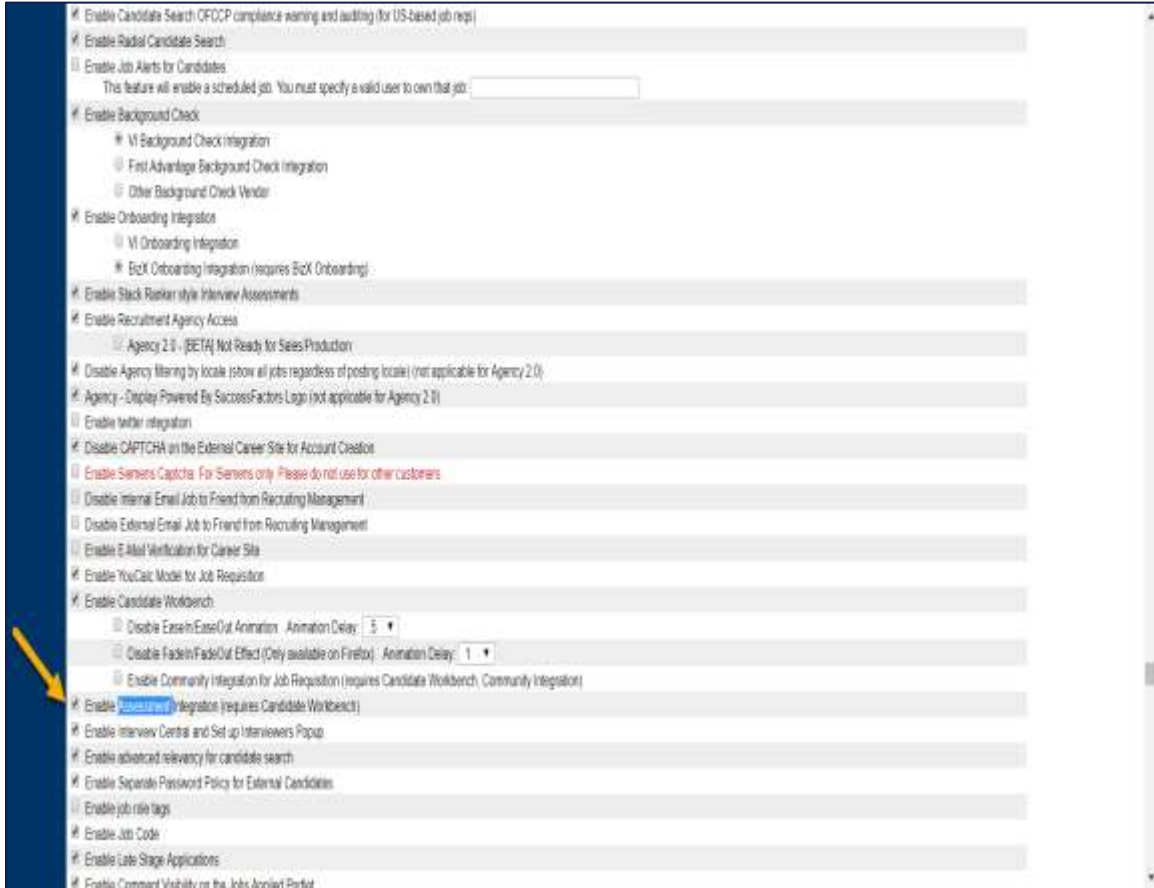 Enable Candidate Search OFCCP compliance warning and auditing (for US-based job reqs)
Enable Radial Candidate Search
Enable Job Alerts for Candidates
This feature will enable a scheduled job. You must specify a valid user to own that job:
Enable Background Check
VI Background Check Integration
First Advantage Background Check Integration
Other Background Check Vendor
Enable Onboarding Integration
VI Onboarding Integration
BizX Onboarding Integration (requires BizX Onboarding)
Enable Stack Ranker style Interview Assessments
Enable Recruitment Agency Access
Agency 2.0 - [BETA] Not Ready for Sales/Production
Disable Agency filtering by locale (show all jobs regardless of posting locale) (not applicable for Agency 2.0)
Agency - Display Powered By SuccessFactors Logo (not applicable for Agency 2.0)
Enable twitter integration
Disable CAPTCHA on the External Career Site for Account Creation
Enable Siemens Captcha: For Siemens only. Please do not use for other customers
Disable Internal Email Job to Friend from Recruiting Management
Disable External Email Job to Friend from Recruiting Management
Enable E-Mail Verification for Career Site
Enable YouCalc Model for Job Requisition
Enable Candidate Workbench
Disable EaseIn/EaseOut Animation Animation Delay: 5
Disable FadeIn/FadeOut Effect (Only available on Firefox) Animation Delay: 1
Enable Community Integration for Job Requisition (requires Candidate Workbench, Community Integration)
Enable Assessment Integration (requires Candidate Workbench)
Enable Interview Central and Set up Interviewers Popup
Enable advanced relevancy for candidate search
Enable Separate Password Policy for External Candidates
Enable job role tags
Enable Job Code
Enable Late Stage Applications
Enable Comment Visibility on the Jobs Applied Portlet